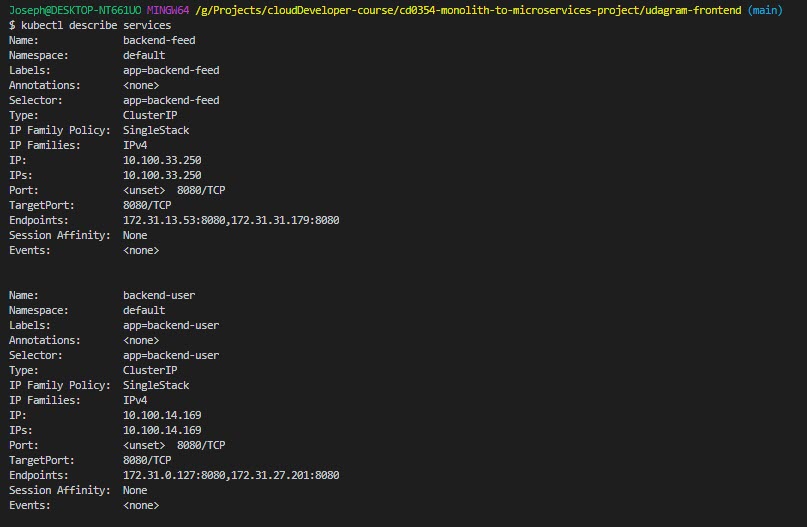 Joseph@DESKTOP-NT661UO MINGW64 /g/Projects/cloudDeveloper-course/cd0354-monolith-to-microservices-project/udagram-frontend (main)
$ kubectl describe services
Name:              backend-feed
Namespace:         default
Labels:            app=backend-feed
Annotations:       <none>
Selector:          app=backend-feed
Type:              ClusterIP
IP Family Policy:  SingleStack
IP Families:       IPv4
IP:                10.100.33.250
IPs:               10.100.33.250
Port:              <unset>  8080/TCP
TargetPort:        8080/TCP
Endpoints:         172.31.13.53:8080,172.31.31.179:8080
Session Affinity:  None
Events:            <none>

Name:              backend-user
Namespace:         default
Labels:            app=backend-user
Annotations:       <none>
Selector:          app=backend-user
Type:              ClusterIP
IP Family Policy:  SingleStack
IP Families:       IPv4
IP:                10.100.14.169
IPs:               10.100.14.169
Port:              <unset>  8080/TCP
TargetPort:        8080/TCP
Endpoints:         172.31.0.127:8080,172.31.27.201:8080
Session Affinity:  None
Events:            <none>